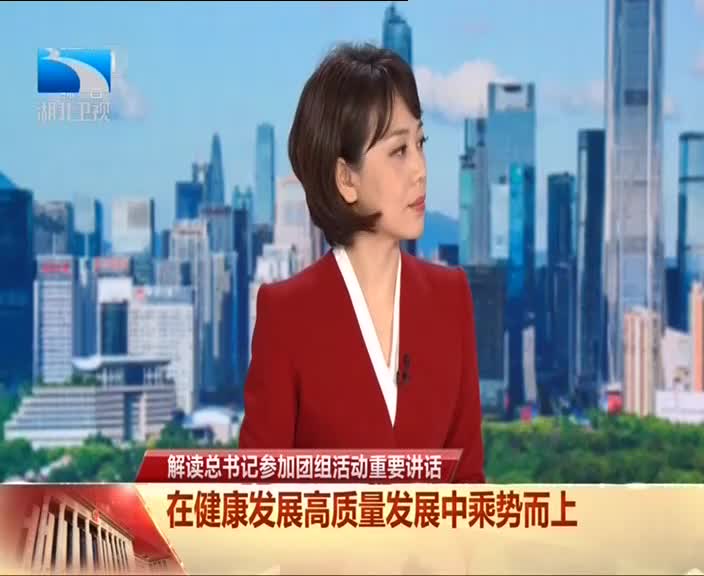 湖北卫视
解读总书记参加团组活动重要讲话
在健康发展高质量发展中乘势而上